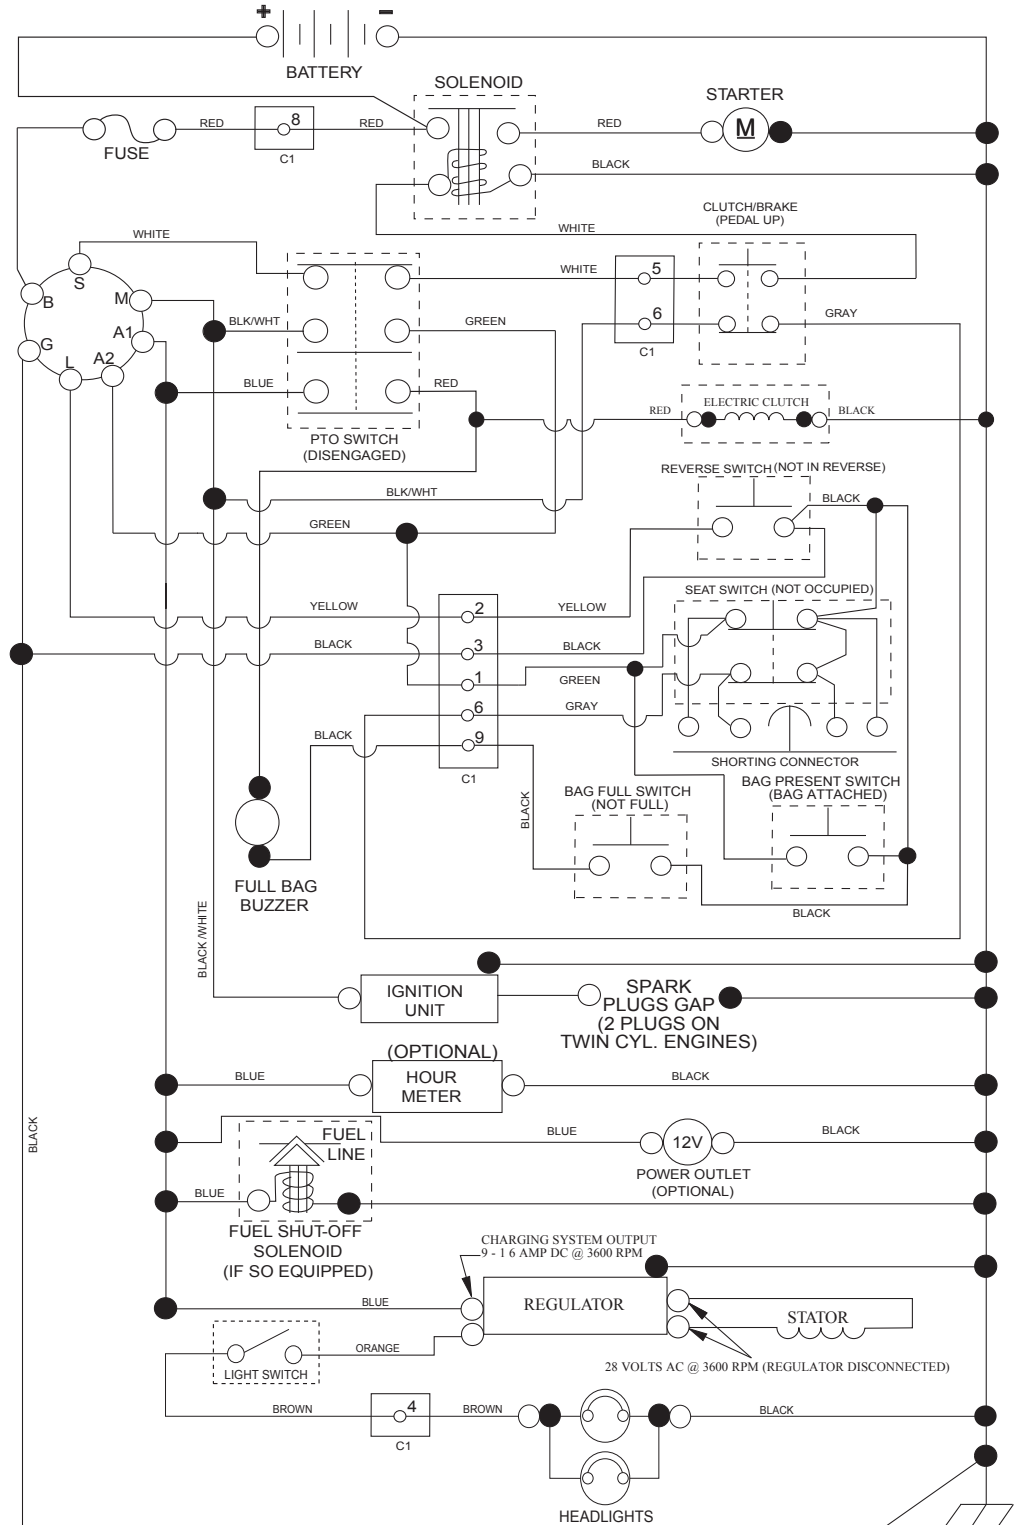 + -
BATTERY
SOLENOID
STARTER
8
RED
RED
RED
M
FUSE
C1
BLACK
CLUTCH/BRAKE
(PEDAL UP)
WHITE
WHITE
S
WHITE
5
B
M
BLK/WHT
GREEN
6
GRAY
A1
G
C1
L
A2
BLUE
RED
RED
ELECTRIC CLUTCH
BLACK
PTO SWITCH
(DISENGAGED)
REVERSE SWITCH (NOT IN REVERSE)
BLK/WHT
BLACK
GREEN
SEAT SWITCH (NOT OCCUPIED)
YELLOW
2
YELLOW
BLACK
3
BLACK
1
GREEN
6
GRAY
BLACK
9
SHORTING CONNECTOR
C1
BAG PRESENT SWITCH
(BAG ATTACHED)
BAG FULL SWITCH
(NOT FULL)
BLACK
FULL BAG
BUZZER
BLACK
BLACK /WHITE
IGNITION
UNIT
SPARK
PLUGS GAP
(2 PLUGS ON
TWIN CYL. ENGINES)
(OPTIONAL)
BLUE
HOUR
METER
BLACK
BLACK
FUEL
LINE
BLUE
12V
BLACK
POWER OUTLET
(OPTIONAL)
BLUE
FUEL SHUT-OFF
SOLENOID
(IF SO EQUIPPED)
CHARGING SYSTEM OUTPUT
9 - 1 6 AMP DC @ 3600 RPM
BLUE
REGULATOR
STATOR
ORANGE
LIGHT SWITCH
28 VOLTS AC @ 3600 RPM (REGULATOR DISCONNECTED)
BROWN
4
BROWN
BLACK
C1
HEADLIGHTS